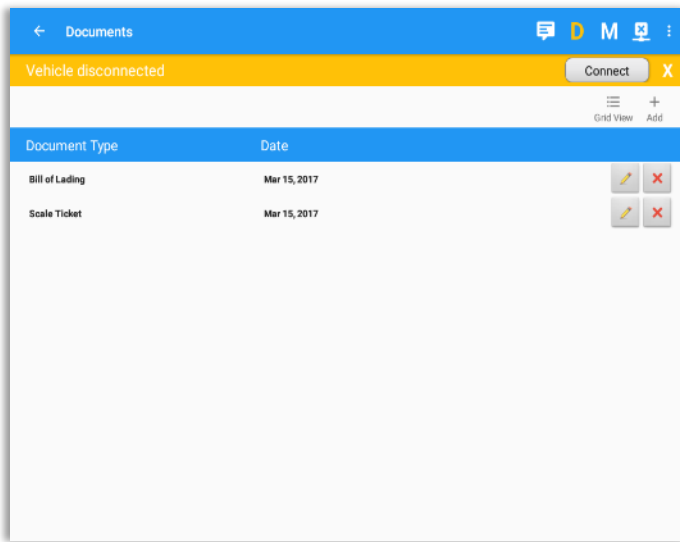 Documents D M
Vehicle disconnected Connect X
Grid View Add
Document Type Date
Bill of Lading Mar 15, 2017
Scale Ticket Mar 15, 2017